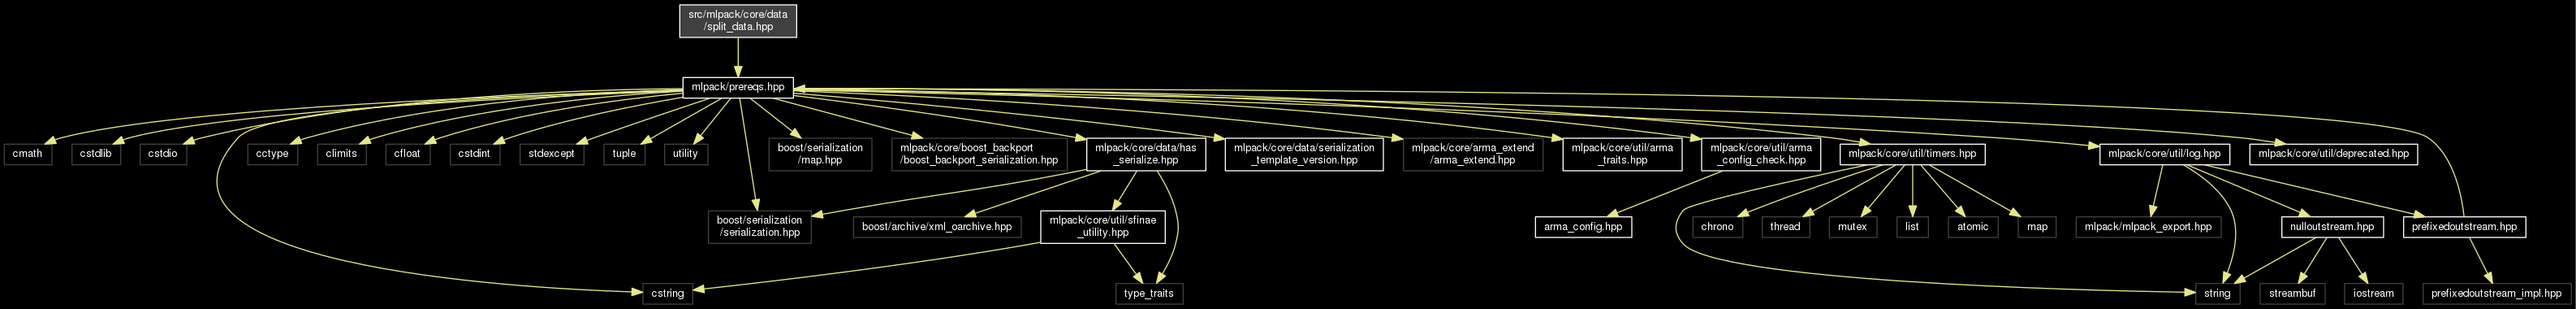 src/mlpack/core/data
/split_data.hpp
mlpack/prereqs.hpp
cmath
cstdlib
cstdio
cctype
climits
cfloat
cstdint
stdexcept
tuple
utility
boost/serialization
/map.hpp
mlpack/core/boost_backport
/boost_backport_serialization.hpp
mlpack/core/data/has
_serialize.hpp
mlpack/core/data/serialization
_template_version.hpp
mlpack/core/arma_extend
/arma_extend.hpp
mlpack/core/util/arma
_traits.hpp
mlpack/core/util/arma
_config_check.hpp
mlpack/core/util/timers.hpp
mlpack/core/util/log.hpp
mlpack/core/util/deprecated.hpp
boost/serialization
/serialization.hpp
boost/archive/xml_oarchive.hpp
mlpack/core/util/sfinae
_utility.hpp
arma_config.hpp
chrono
thread
mutex
list
atomic
map
mlpack/mlpack_export.hpp
nulloutstream.hpp
prefixedoutstream.hpp
cstring
type_traits
string
streambuf
iostream
prefixedoutstream_impl.hpp